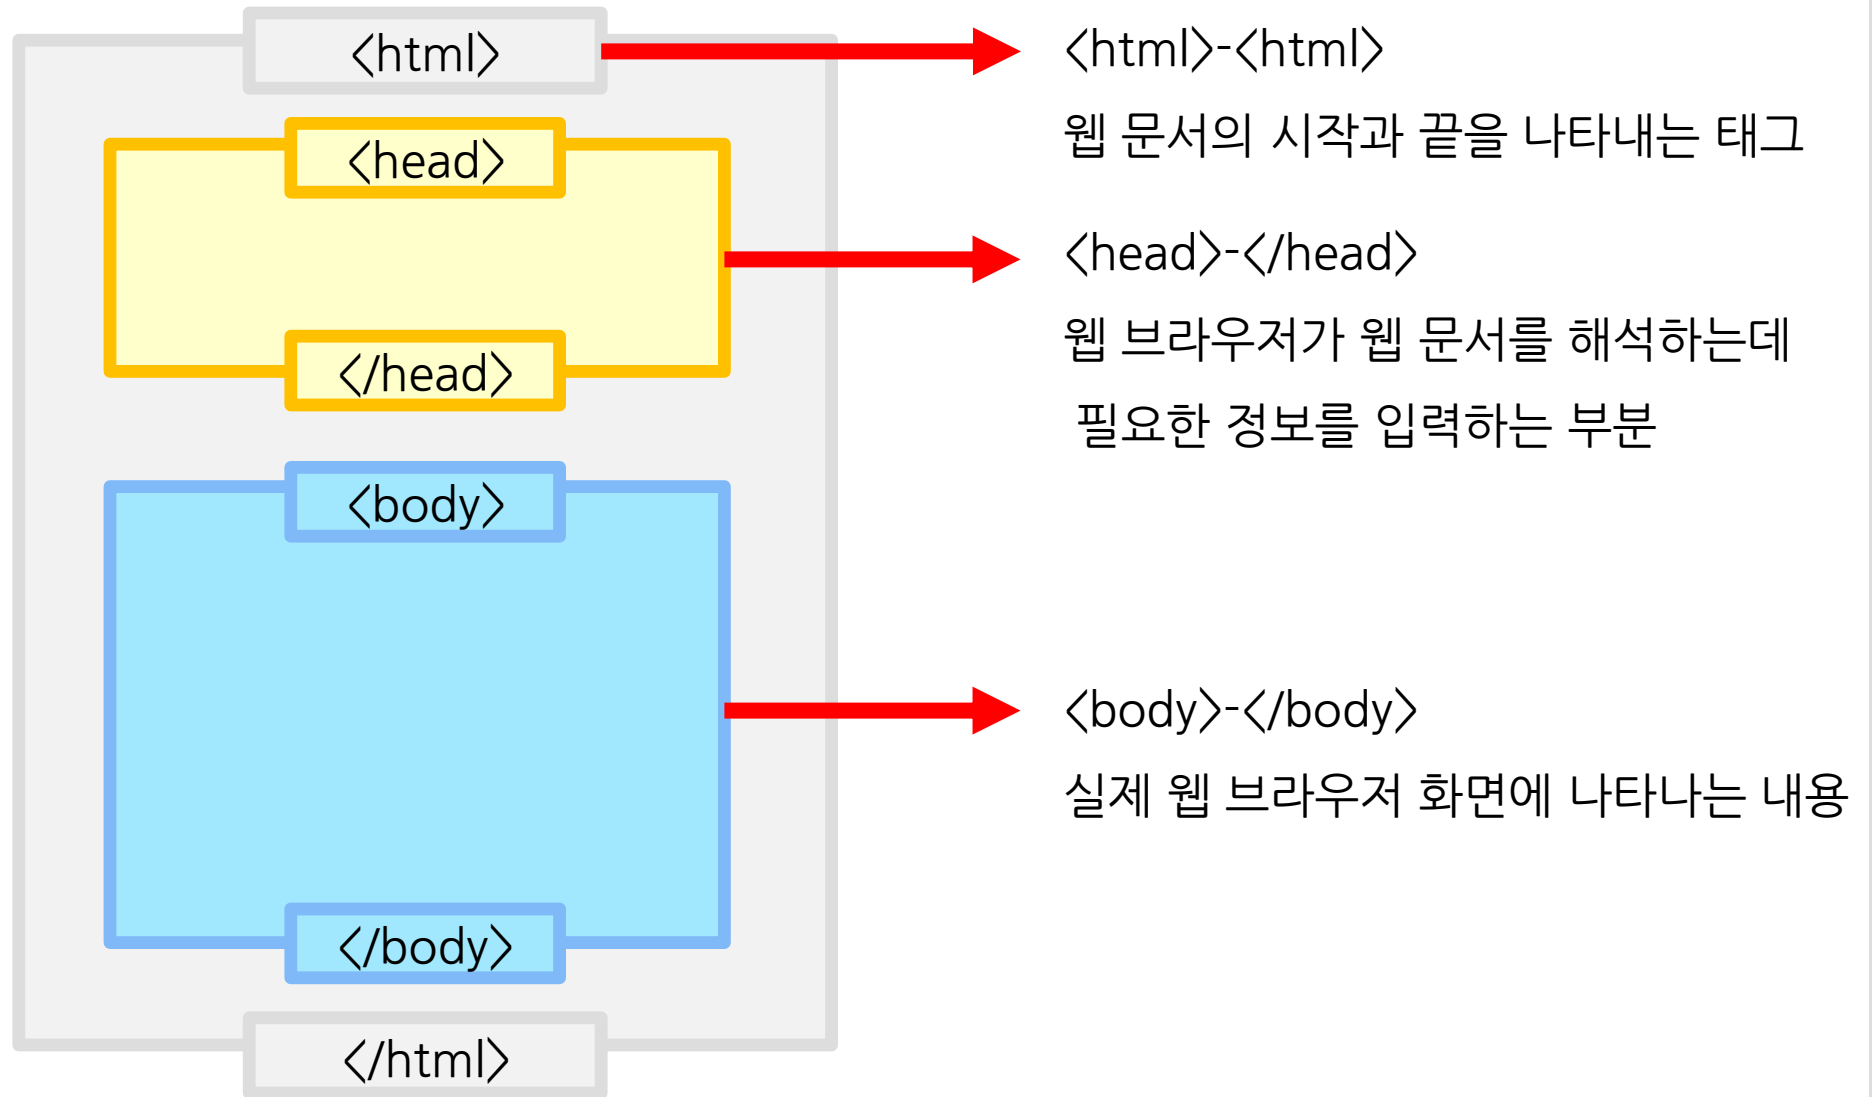 <html>
<head>
</head>
<body>
</body>
</html>
<html>-<html>
웹 문서의 시작과 끝을 나타내는 태그
<head>-</head>
웹 브라우저가 웹 문서를 해석하는데
필요한 정보를 입력하는 부분
<body>-</body>
실제 웹 브라우저 화면에 나타나는 내용